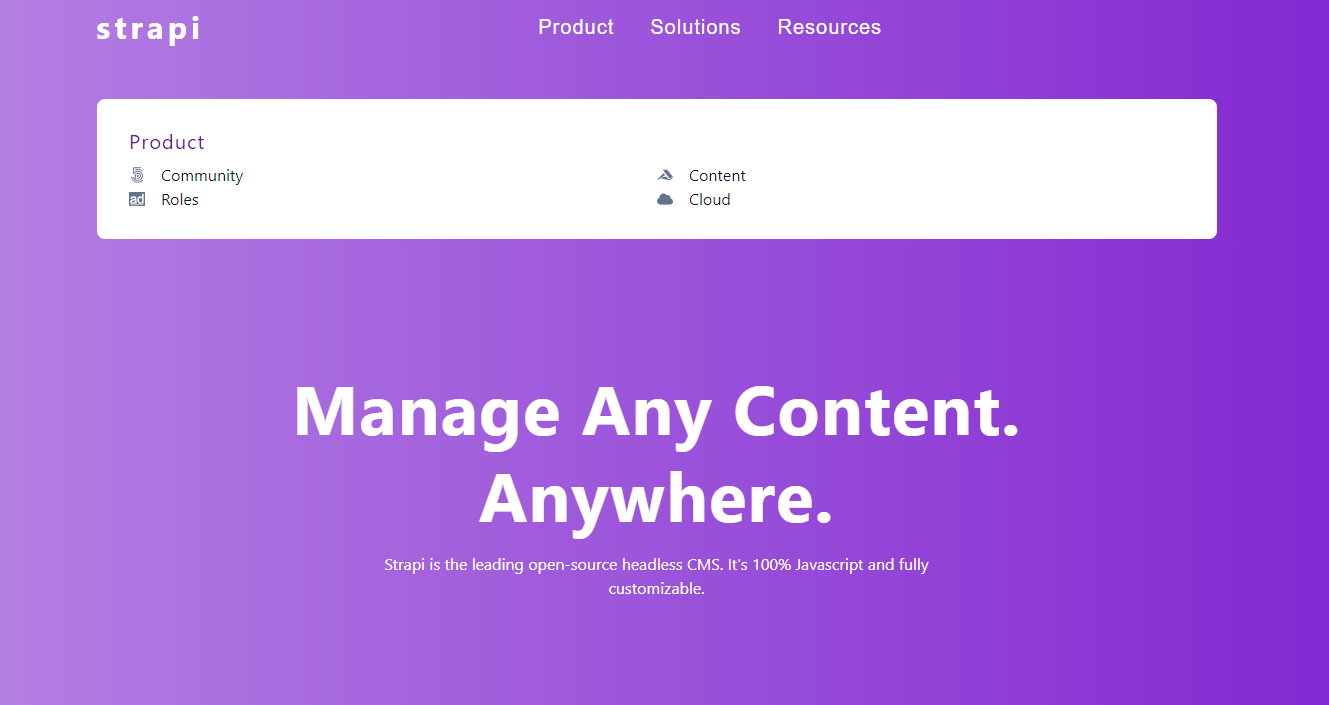 strapi
Product Solutions Resources
Product
Community
Content
Roles
Cloud
Manage Any Content.
Anywhere.
Strapi is the leading open-source headless CMS. It's 100% Javascript and fully
customizable.